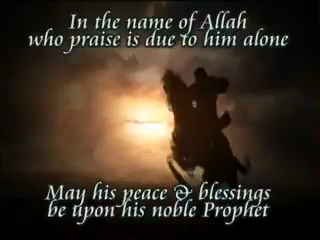 In the name of Allah
who praise is due to him alone
May his peace & blessings
be upon his noble Prophet